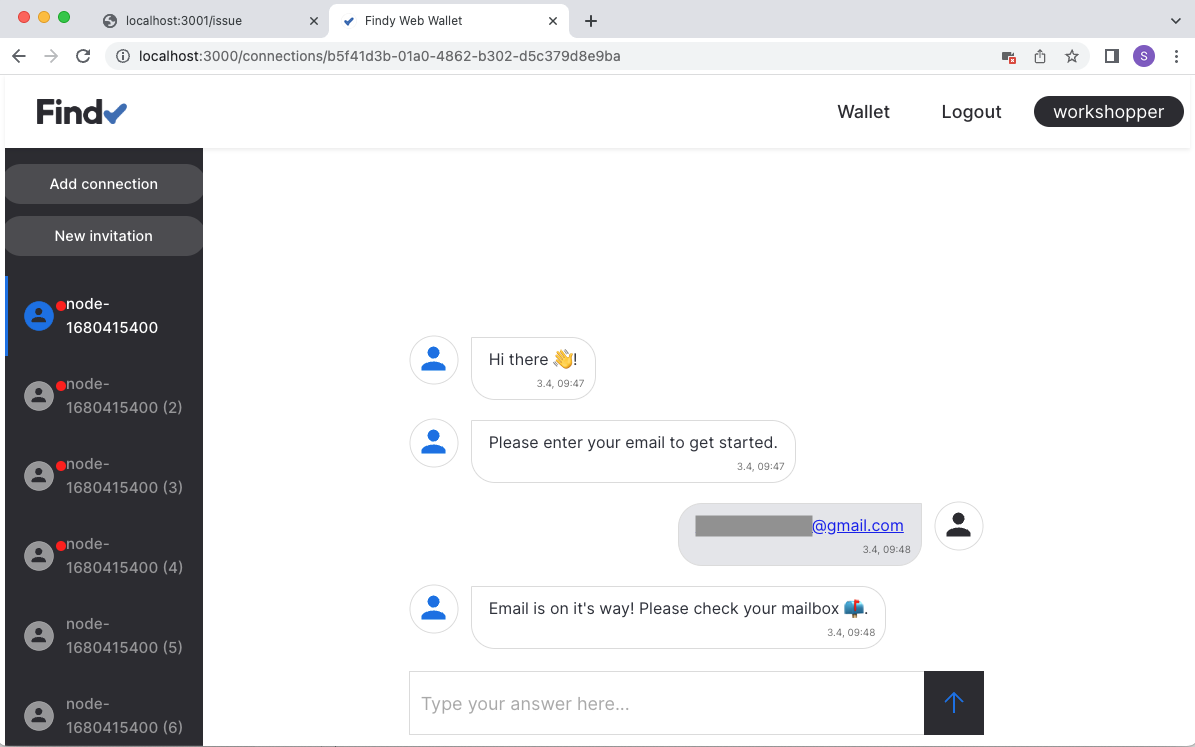 localhost:3001/issue
Findy Web Wallet
localhost:3000/connections/b5f41d3b-01a0-4862-b302-d5c379d8e9ba
S
Find
Wallet
Logout
workshopper
Add connection
New invitation
node-
1680415400
node-
1680415400 (2)
node-
1680415400 (3)
node-
1680415400 (4)
node-
1680415400 (5)
node-
1680415400 (6)
Hi there 👋!
3.4, 09:47
Please enter your email to get started.
3.4, 09:47
@gmail.com
3.4, 09:48
Email is on it's way! Please check your mailbox 📫.
3.4, 09:48
Type your answer here...